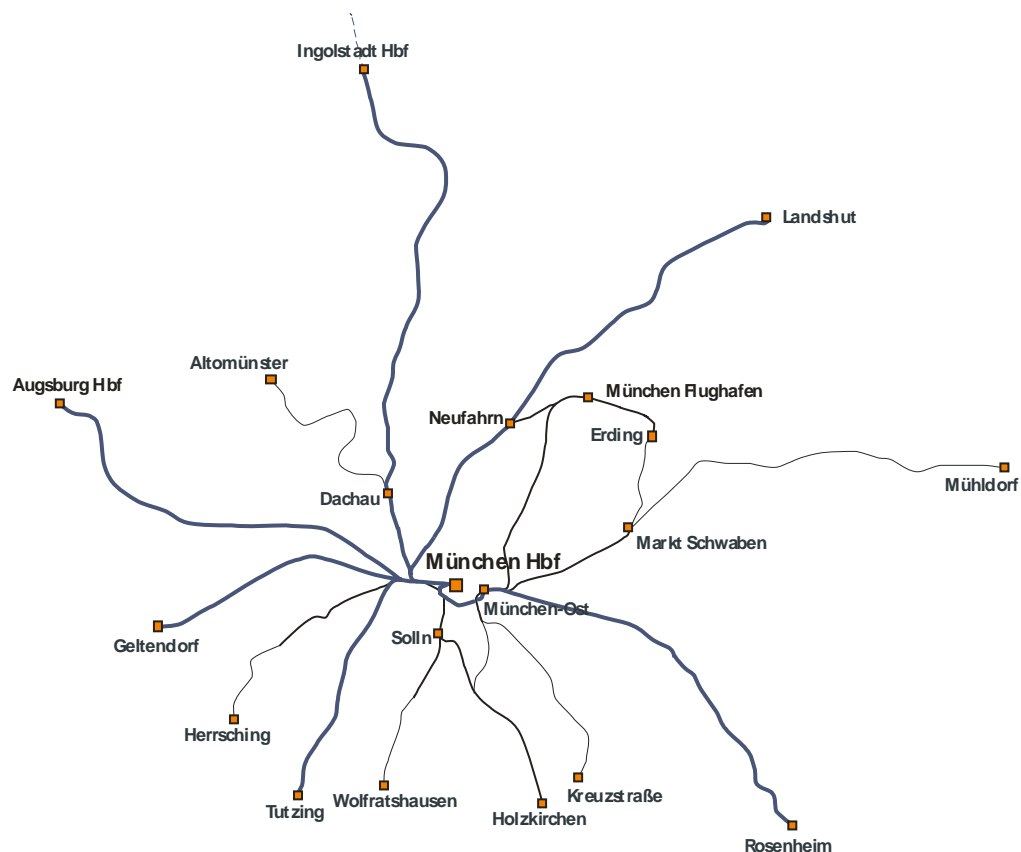 Ingolstadt Hbf
Landshut
Altomünster
Augsburg Hbf
München Flughafen
Neufahrn
Erding
Mühldorf
Dachau
Markt Schwaben
München Hbf
München-Ost
Solln
Geltendorf
Herrsching
Kreuzstraße
Wolfratshausen
Tutzing
Holzkirchen
Rosenheim